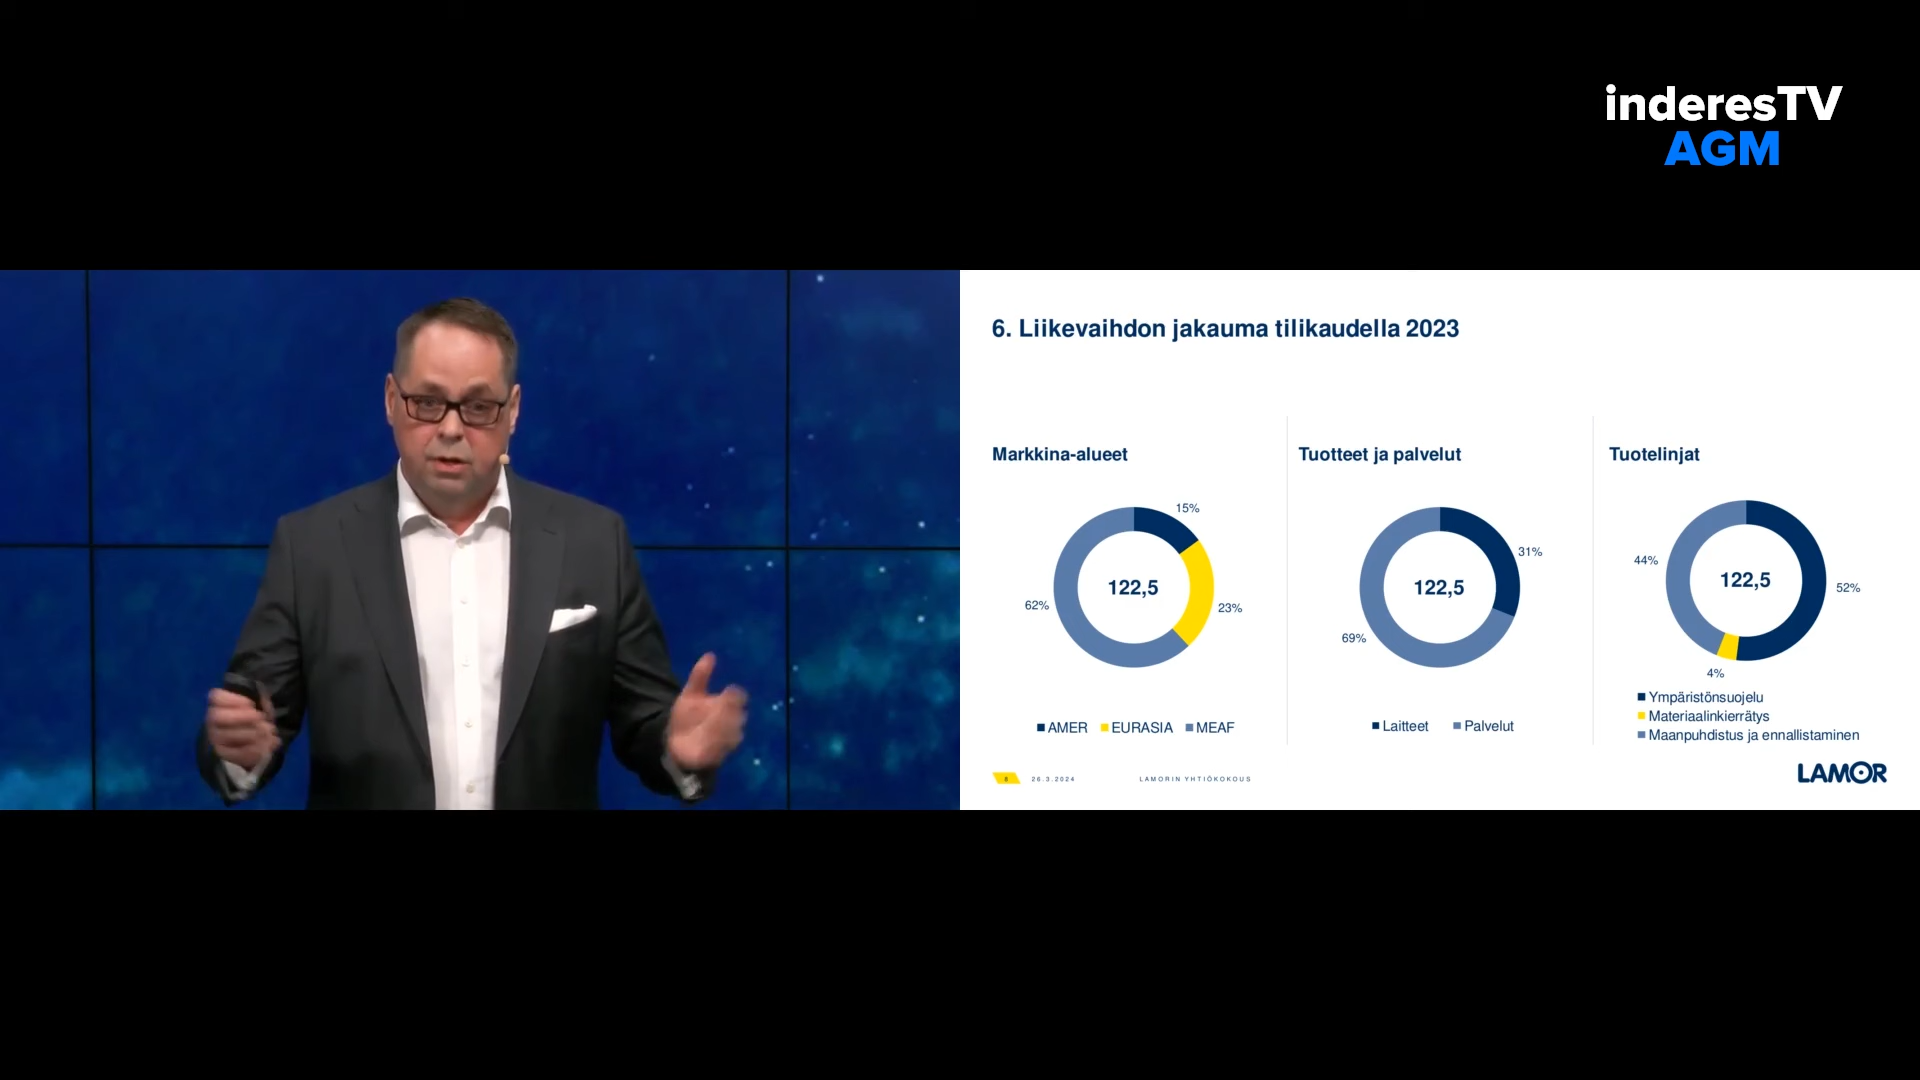 inderesTV
AGM
6. Liikevaihdon jakauma tilikaudella 2023
Markkina-alueet
15%
122,5
62%
23%
AMER EURASIA MEAF
Tuotteet ja palvelut
31%
122,5
69%
Laitteet Palvelut
Tuotelinjat
44%
122,5
52%
4%
Ympäristönsuojelu
Materiaalinkierrätys
Maanpuhdistus ja ennallistaminen
6 26.3.2024 LAMORIN YHTIÖKOKOUS
LAMOR